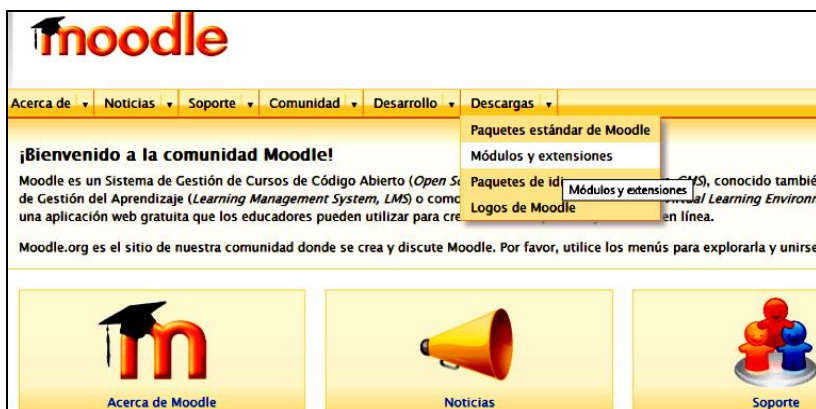 moodle
Acerca de Noticias Soporte Comunidad Desarrollo Descargas
Paquetes estándar de Moodle
¡Bienvenido a la comunidad Moodle!
Módulos y extensiones
Moodle es un Sistema de Gestión de Cursos de Código Abierto (Open S CMS), conocido tambié
Paquetes de idi
Módulos y extensiones
de Gestión del Aprendizaje (Learning Management System, LMS) o como irtual Learning Environm
Logos de Moodle
una aplicación web gratuita que los educadores pueden utilizar para cre en línea.
Moodle.org es el sitio de nuestra comunidad donde se crea y discute Moodle. Por favor, utilice los menús para explorarla y unirse
Acerca de Moodle Noticias Soporte